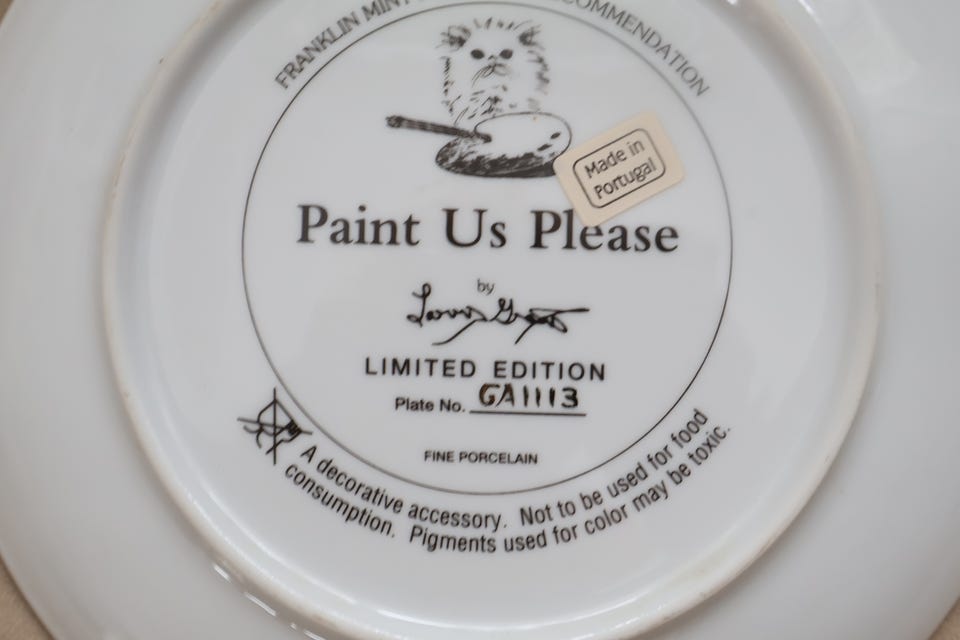 FRANKLIN MINT
RECOMMENDATION
Made in
Portugal
Paint Us Please
by
LIMITED EDITION
Plate No. GA1113
FINE PORCELAIN
A decorative accessory. Not to be used for food
consumption. Pigments used for color may be toxic.